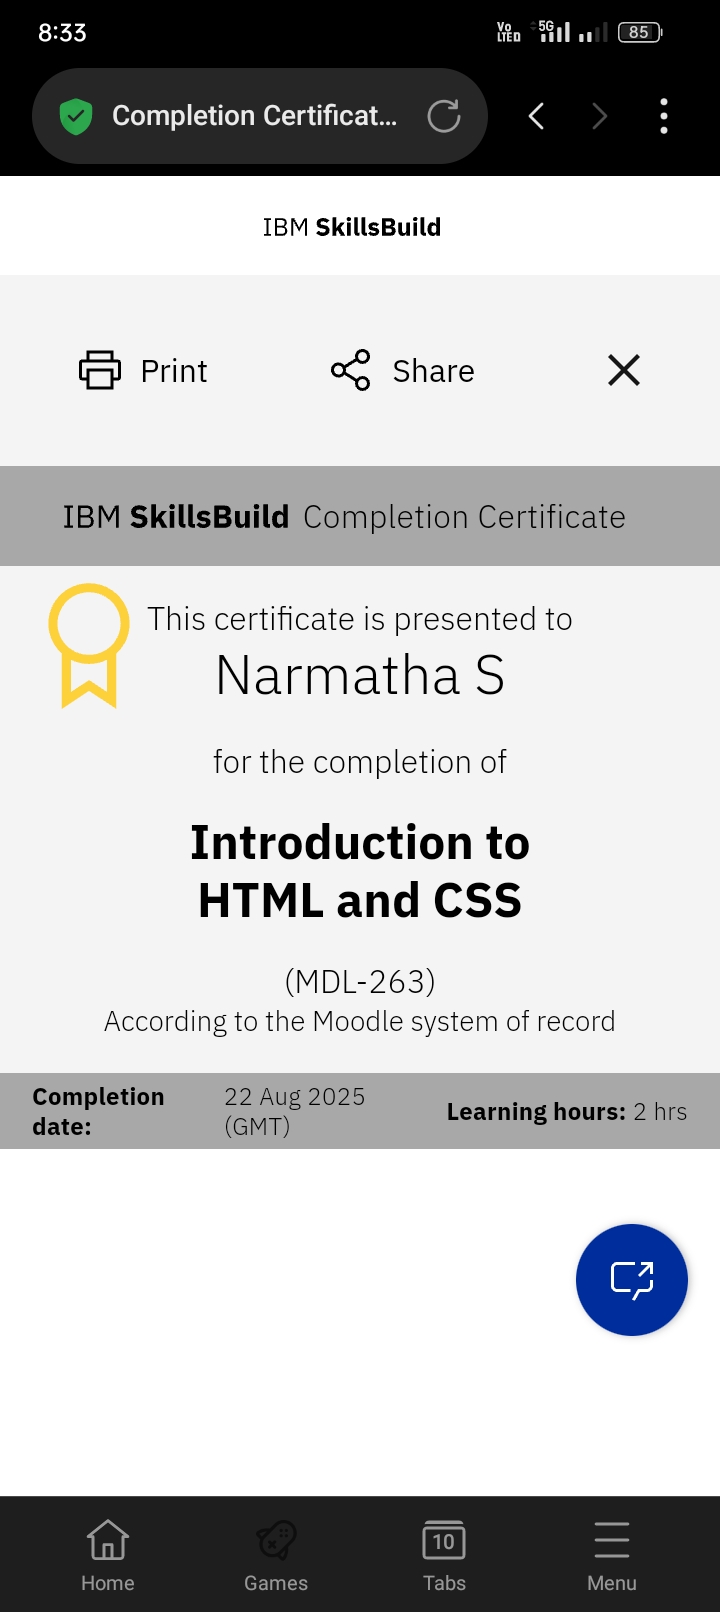 8:33
Vo
LTED
5G
85
Completion Certificat...
IBM SkillsBuild
Print
Share
IBM SkillsBuild Completion Certificate
This certificate is presented to
Narmatha S
for the completion of
Introduction to
HTML and CSS
(MDL-263)
According to the Moodle system of record
Completion
date:
22 Aug 2025
(GMT)
Learning hours: 2 hrs
10
Home
Games
Tabs
Menu